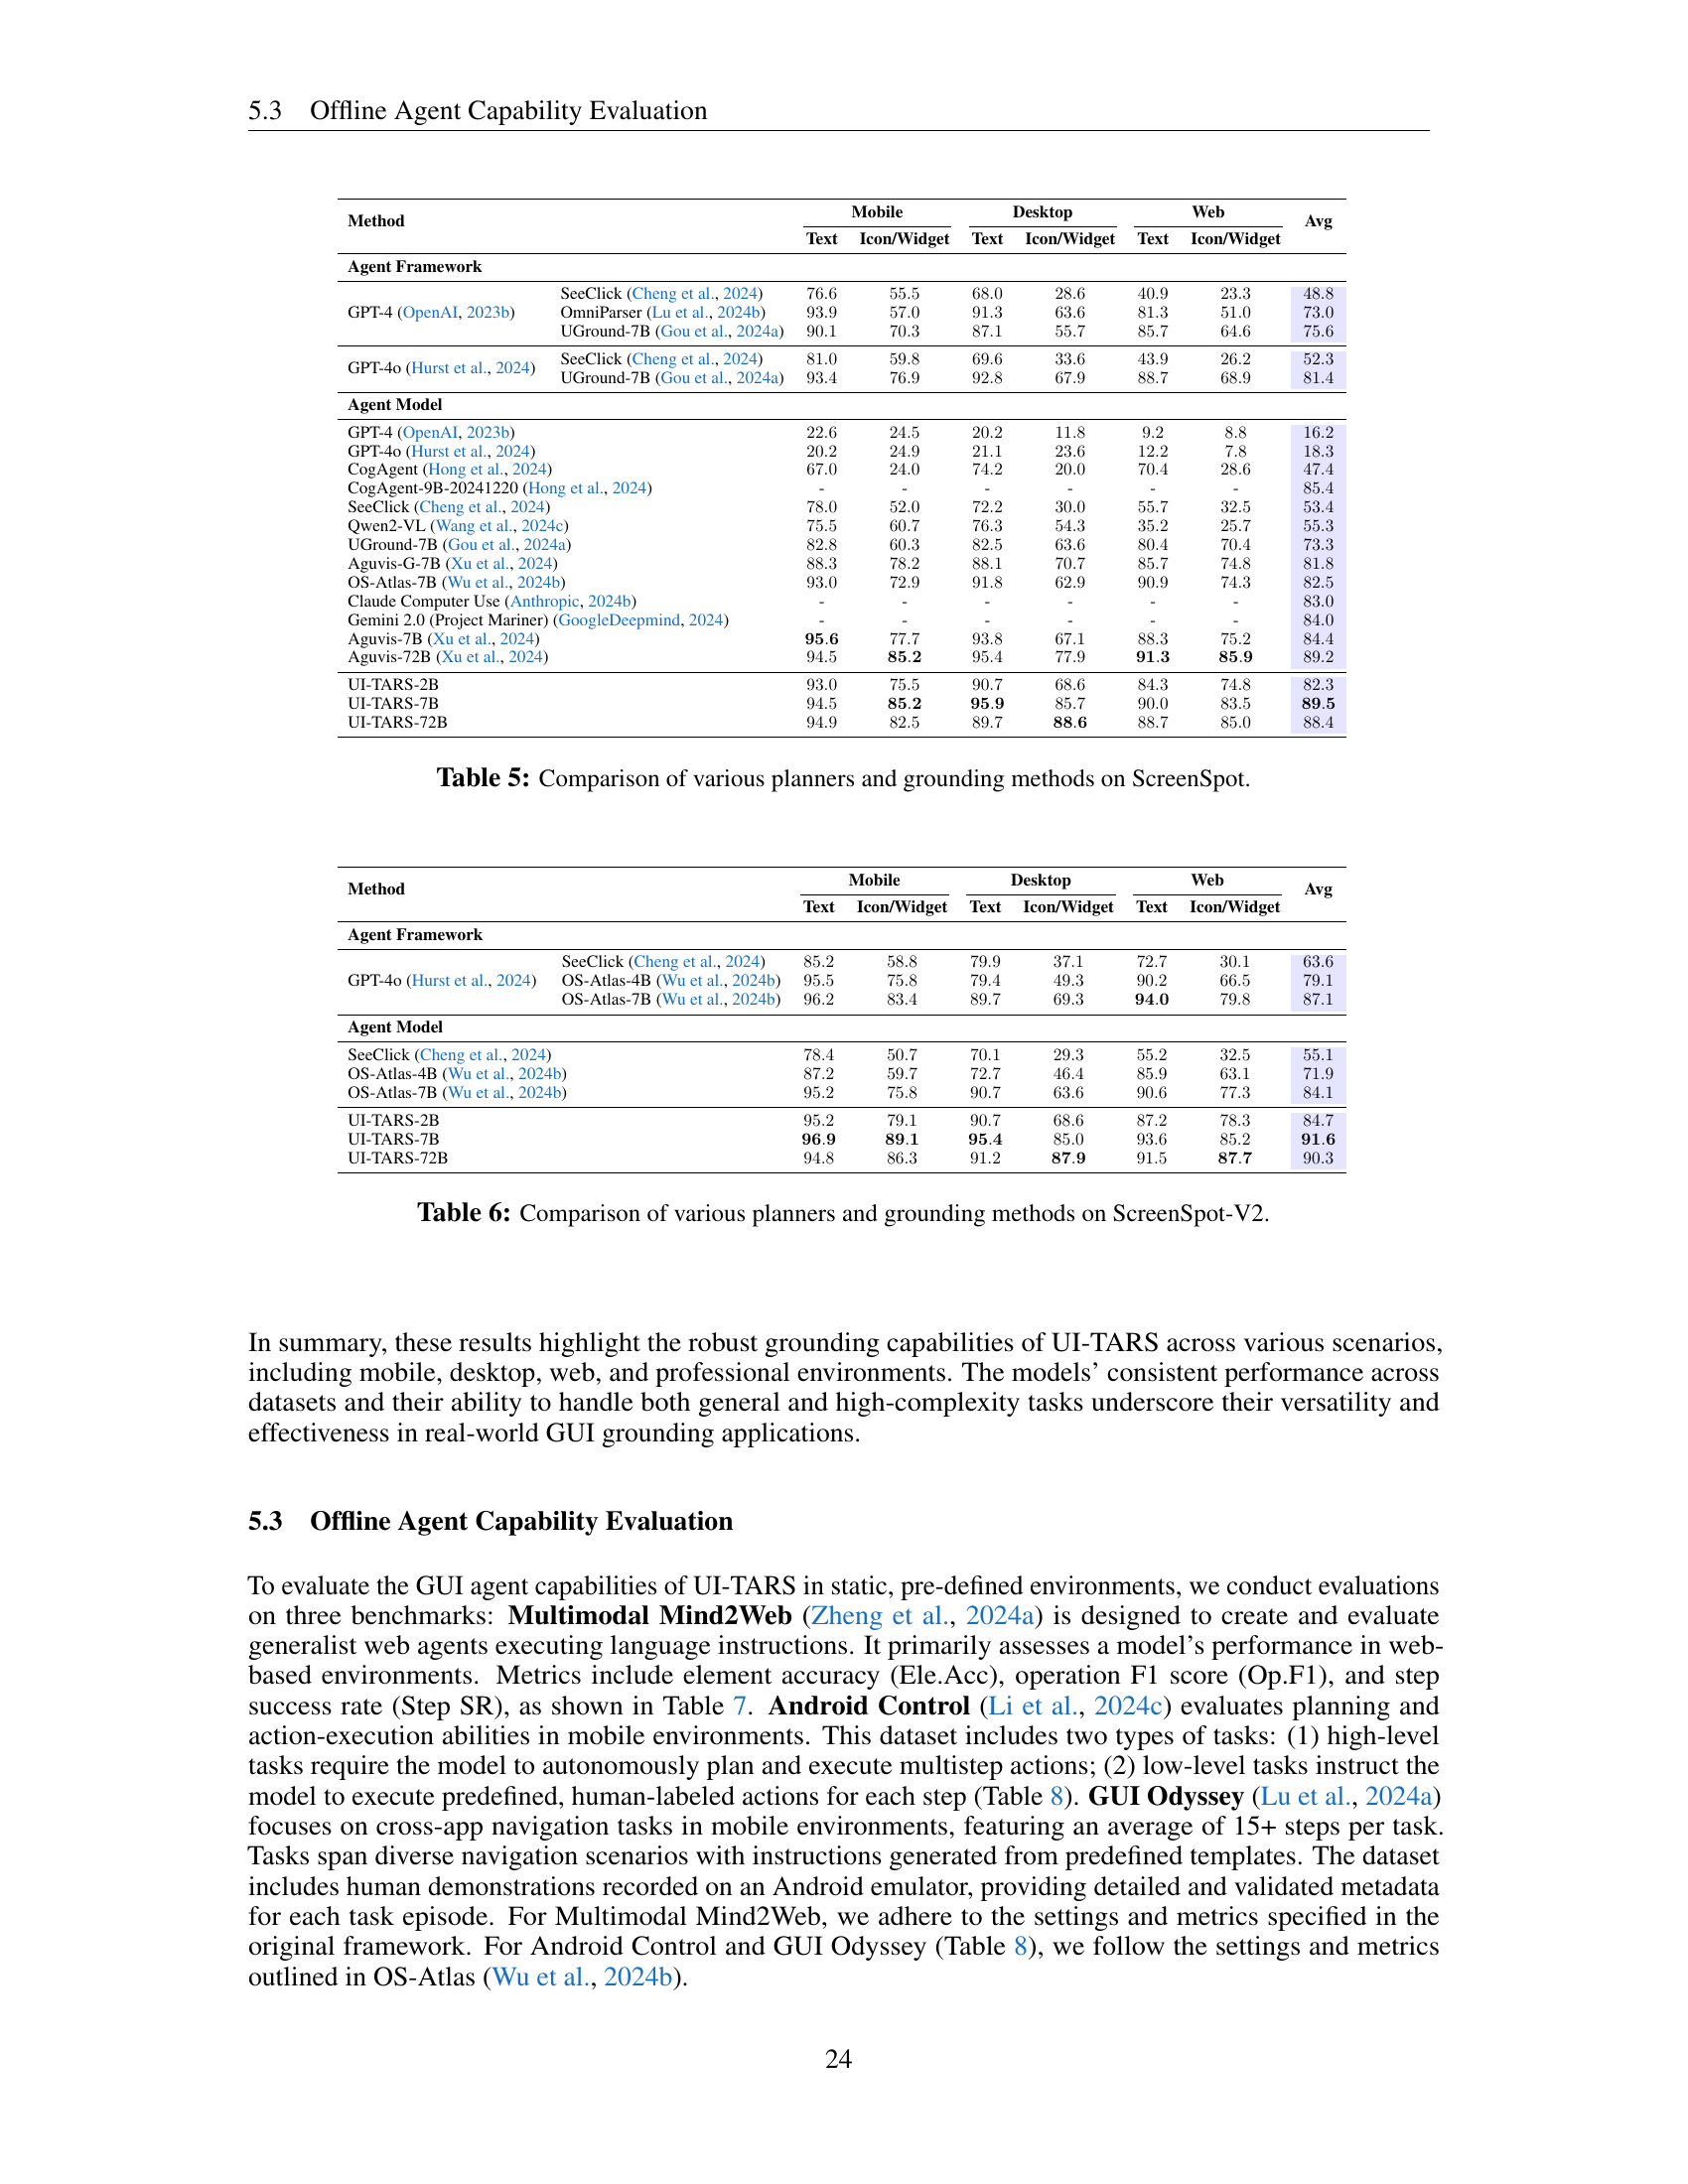 5.3 Offline Agent Capability Evaluation
Method Mobile Desktop Web Avg
Text Icon/Widget Text Icon/Widget Text Icon/Widget
Agent Framework
GPT-4 (OpenAI, 2023b) SeeClick (Cheng et al., 2024) 76.6 55.5 68.0 28.6 40.9 23.3 48.8
OmniParser (Lu et al., 2024b) 93.9 57.0 91.3 63.6 81.3 51.0 73.0
UGround-7B (Gou et al., 2024a) 90.1 70.3 87.1 55.7 85.7 64.6 75.6
GPT-4o (Hurst et al., 2024) SeeClick (Cheng et al., 2024) 81.0 59.8 69.6 33.6 43.9 26.2 52.3
UGround-7B (Gou et al., 2024a) 93.4 76.9 92.8 67.9 88.7 68.9 81.4
Agent Model
GPT-4 (OpenAI, 2023b) 22.6 24.5 20.2 11.8 9.2 8.8 16.2
GPT-4o (Hurst et al., 2024) 20.2 24.9 21.1 23.6 12.2 7.8 18.3
CogAgent (Hong et al., 2024) 67.0 24.0 74.2 20.0 70.4 28.6 47.4
CogAgent-9B-20241220 (Hong et al., 2024) - - - - - - 85.4
SeeClick (Cheng et al., 2024) 78.0 52.0 72.2 30.0 55.7 32.5 53.4
Qwen2-VL (Wang et al., 2024c) 75.5 60.7 76.3 54.3 35.2 25.7 55.3
UGround-7B (Gou et al., 2024a) 82.8 60.3 82.5 63.6 80.4 70.4 73.3
Aguvis-G-7B (Xu et al., 2024) 88.3 78.2 88.1 70.7 85.7 74.8 81.8
OS-Atlas-7B (Wu et al., 2024b) 93.0 72.9 91.8 62.9 90.9 74.3 82.5
Claude Computer Use (Anthropic, 2024b) - - - - - - 83.0
Gemini 2.0 (Project Mariner) (GoogleDeepmind, 2024) - - - - - - 84.0
Aguvis-7B (Xu et al., 2024) 95.6 77.7 93.8 67.1 88.3 75.2 84.4
Aguvis-72B (Xu et al., 2024) 94.5 85.2 95.4 77.9 91.3 85.9 89.2
UI-TARS-2B 93.0 75.5 90.7 68.6 84.3 74.8 82.3
UI-TARS-7B 94.5 85.2 95.9 85.7 90.0 83.5 89.5
UI-TARS-72B 94.9 82.5 89.7 88.6 88.7 85.0 88.4
Table 5: Comparison of various planners and grounding methods on ScreenSpot.
Method Mobile Desktop Web Avg
Text Icon/Widget Text Icon/Widget Text Icon/Widget
Agent Framework
GPT-4o (Hurst et al., 2024) SeeClick (Cheng et al., 2024) 85.2 58.8 79.9 37.1 72.7 30.1 63.6
OS-Atlas-4B (Wu et al., 2024b) 95.5 75.8 79.4 49.3 90.2 66.5 79.1
OS-Atlas-7B (Wu et al., 2024b) 96.2 83.4 89.7 69.3 94.0 79.8 87.1
Agent Model
SeeClick (Cheng et al., 2024) 78.4 50.7 70.1 29.3 55.2 32.5 55.1
OS-Atlas-4B (Wu et al., 2024b) 87.2 59.7 72.7 46.4 85.9 63.1 71.9
OS-Atlas-7B (Wu et al., 2024b) 95.2 75.8 90.7 63.6 90.6 77.3 84.1
UI-TARS-2B 95.2 79.1 90.7 68.6 87.2 78.3 84.7
UI-TARS-7B 96.9 89.1 95.4 85.0 93.6 85.2 91.6
UI-TARS-72B 94.8 86.3 91.2 87.9 91.5 87.7 90.3
Table 6: Comparison of various planners and grounding methods on ScreenSpot-V2.
In summary, these results highlight the robust grounding capabilities of UI-TARS across various scenarios,
including mobile, desktop, web, and professional environments. The models' consistent performance across
datasets and their ability to handle both general and high-complexity tasks underscore their versatility and
effectiveness in real-world GUI grounding applications.
5.3 Offline Agent Capability Evaluation
To evaluate the GUI agent capabilities of UI-TARS in static, pre-defined environments, we conduct evaluations
on three benchmarks: Multimodal Mind2Web (Zheng et al., 2024a) is designed to create and evaluate
generalist web agents executing language instructions. It primarily assesses a model's performance in web-
based environments. Metrics include element accuracy (Ele.Acc), operation F1 score (Op.F1), and step
success rate (Step SR), as shown in Table 7. Android Control (Li et al., 2024c) evaluates planning and
action-execution abilities in mobile environments. This dataset includes two types of tasks: (1) high-level
tasks require the model to autonomously plan and execute multistep actions; (2) low-level tasks instruct the
model to execute predefined, human-labeled actions for each step (Table 8). GUI Odyssey (Lu et al., 2024a)
focuses on cross-app navigation tasks in mobile environments, featuring an average of 15+ steps per task.
Tasks span diverse navigation scenarios with instructions generated from predefined templates. The dataset
includes human demonstrations recorded on an Android emulator, providing detailed and validated metadata
for each task episode. For Multimodal Mind2Web, we adhere to the settings and metrics specified in the
original framework. For Android Control and GUI Odyssey (Table 8), we follow the settings and metrics
outlined in OS-Atlas (Wu et al., 2024b).
24